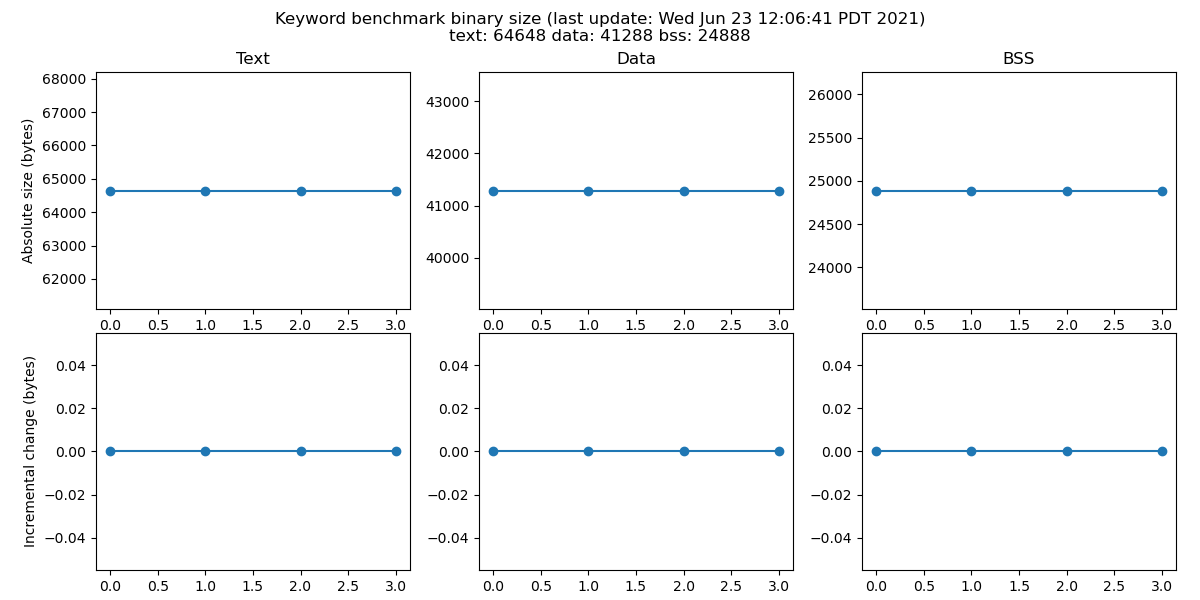 Keyword benchmark binary size (last update: Wed Jun 23 12:06:41 PDT 2021)
text: 64648 data: 41288 bss: 24888
Text
Data
BSS
Absolute size (bytes)
68000
67000
66000
65000
64000
63000
62000
0.0 0.5 1.0 1.5 2.0 2.5 3.0
43000
42000
41000
40000
0.0 0.5 1.0 1.5 2.0 2.5 3.0
26000
25500
25000
24500
24000
0.0 0.5 1.0 1.5 2.0 2.5 3.0
Incremental change (bytes)
0.04
0.02
0.00
−0.02
−0.04
0.0 0.5 1.0 1.5 2.0 2.5 3.0
0.04
0.02
0.00
−0.02
−0.04
0.0 0.5 1.0 1.5 2.0 2.5 3.0
0.04
0.02
0.00
−0.02
−0.04
0.0 0.5 1.0 1.5 2.0 2.5 3.0